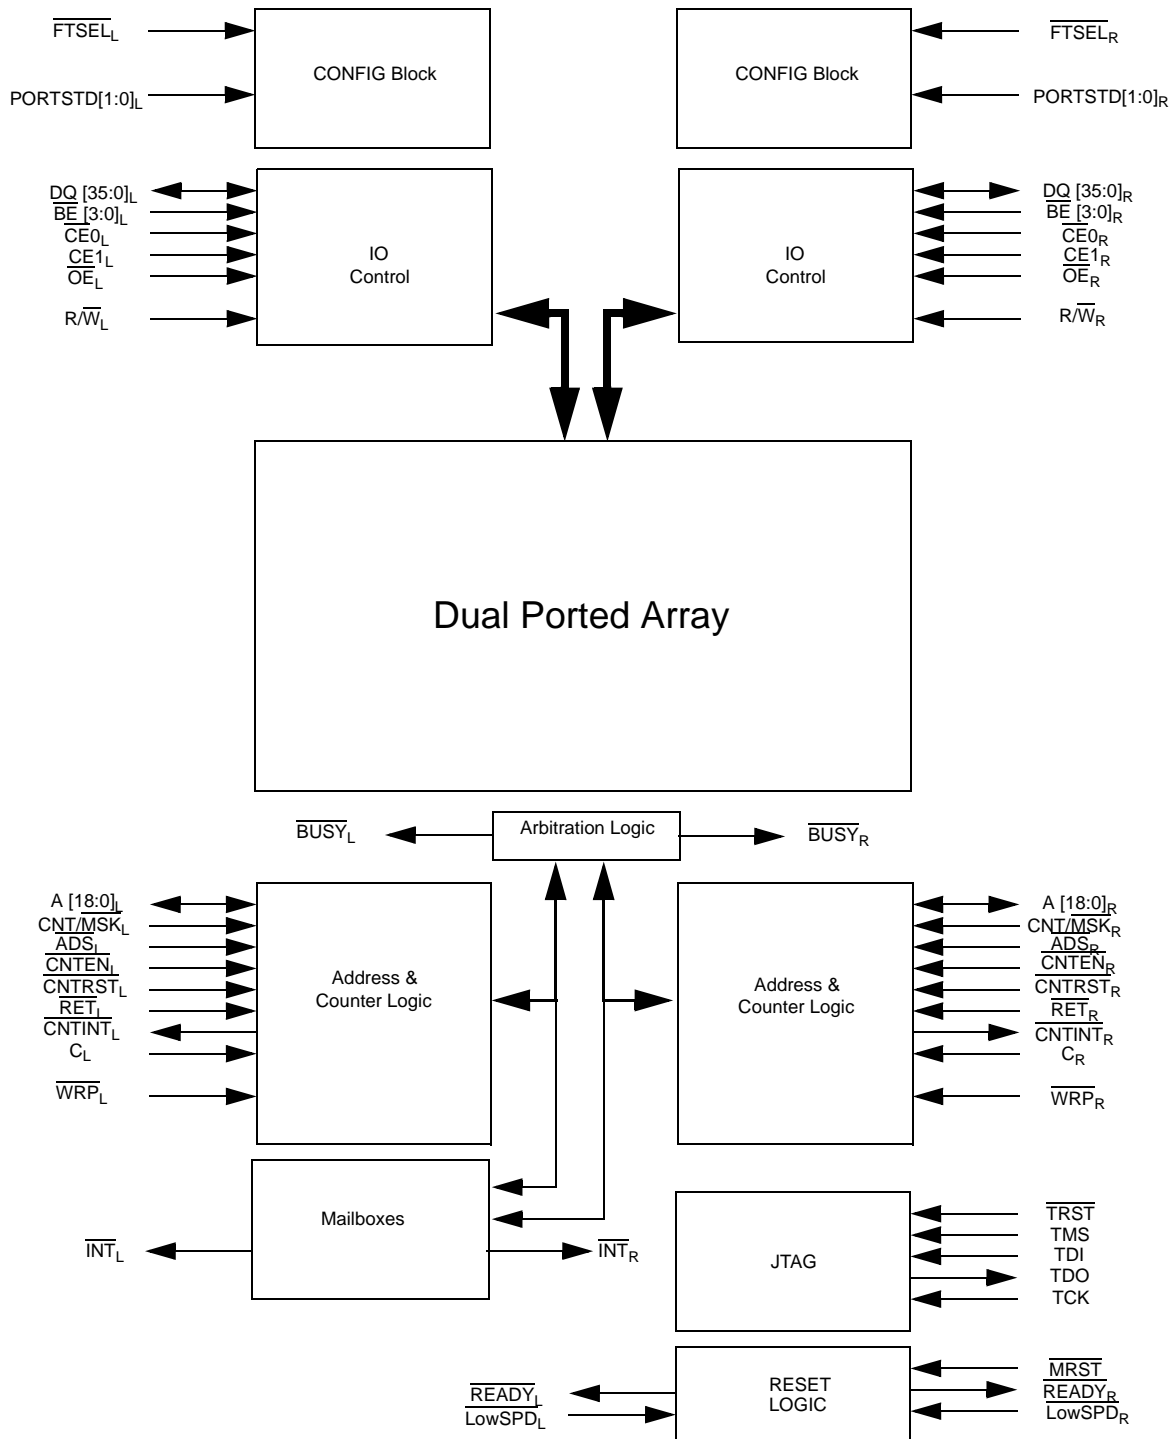 FTSEL_L
CONFIG Block
PORTSTD[1:0]_L
CONFIG Block
FTSEL_R
PORTSTD[1:0]_R
DQ [35:0]_L
BE [3:0]_L
CE0_L
CE1_L
OE_L
R/W_L
IO
Control
IO
Control
DQ [35:0]_R
BE [3:0]_R
CE0_R
CE1_R
OE_R
R/W_R
Dual Ported Array
BUSY_L
Arbitration Logic
BUSY_R
A [18:0]_L
CNT/MSK_L
ADS_L
CNTEN_L
CNTRST_L
RET_L
CNTINT_L
C_L
WRP_L
Address &
Counter Logic
Address &
Counter Logic
A [18:0]_R
CNT/MSK_R
ADS_R
CNTEN_R
CNTRST_R
RET_R
CNTINT_R
C_R
WRP_R
Mailboxes
INT_L
INT_R
JTAG
TRST
TMS
TDI
TDO
TCK
READY_L
LowSPD_L
RESET
LOGIC
MRST
READY_R
LowSPD_R